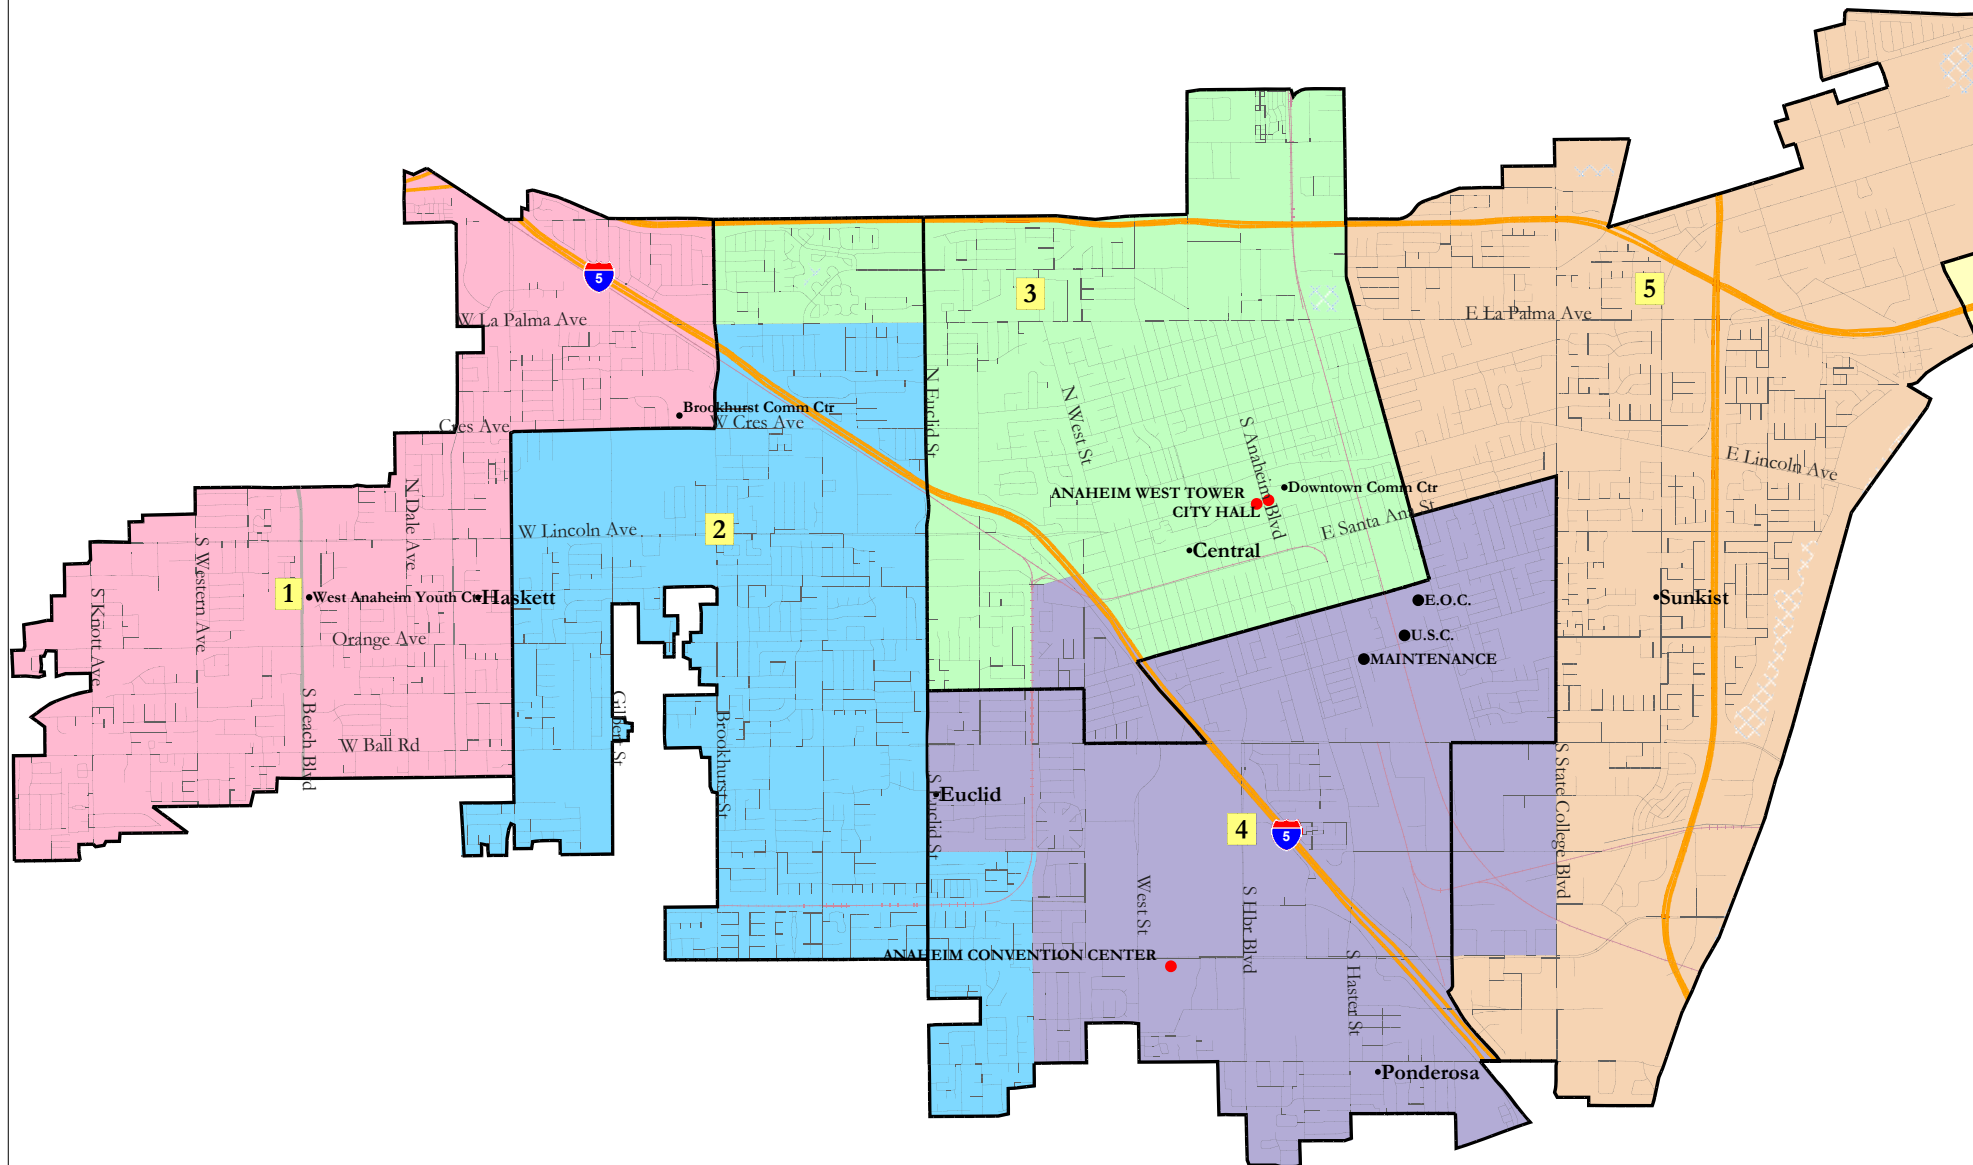 5
3
5
W La Palma Ave
E La Palma Ave
N Euclid St
N West St
Brookhurst Comm Ctr
W Cres Ave
Cres Ave
S Anaheim Blvd
E Lincoln Ave
Downtown Comm Ctr
ANAHEIM WEST TOWER
CITY HALL
E Santa Ana St
N Dale Ave
W Lincoln Ave
2
Central
S Western Ave
S Knott Ave
1
West Anaheim Youth Ctr
Haskett
E.O.C.
Sunkist
Orange Ave
U.S.C.
MAINTENANCE
S Beach Blvd
Gilbert St
Brookhurst St
W Ball Rd
S State College Blvd
S Euclid St
Euclid
4
5
West St
S Hbr Blvd
ANAHEIM CONVENTION CENTER
S Haster St
Ponderosa